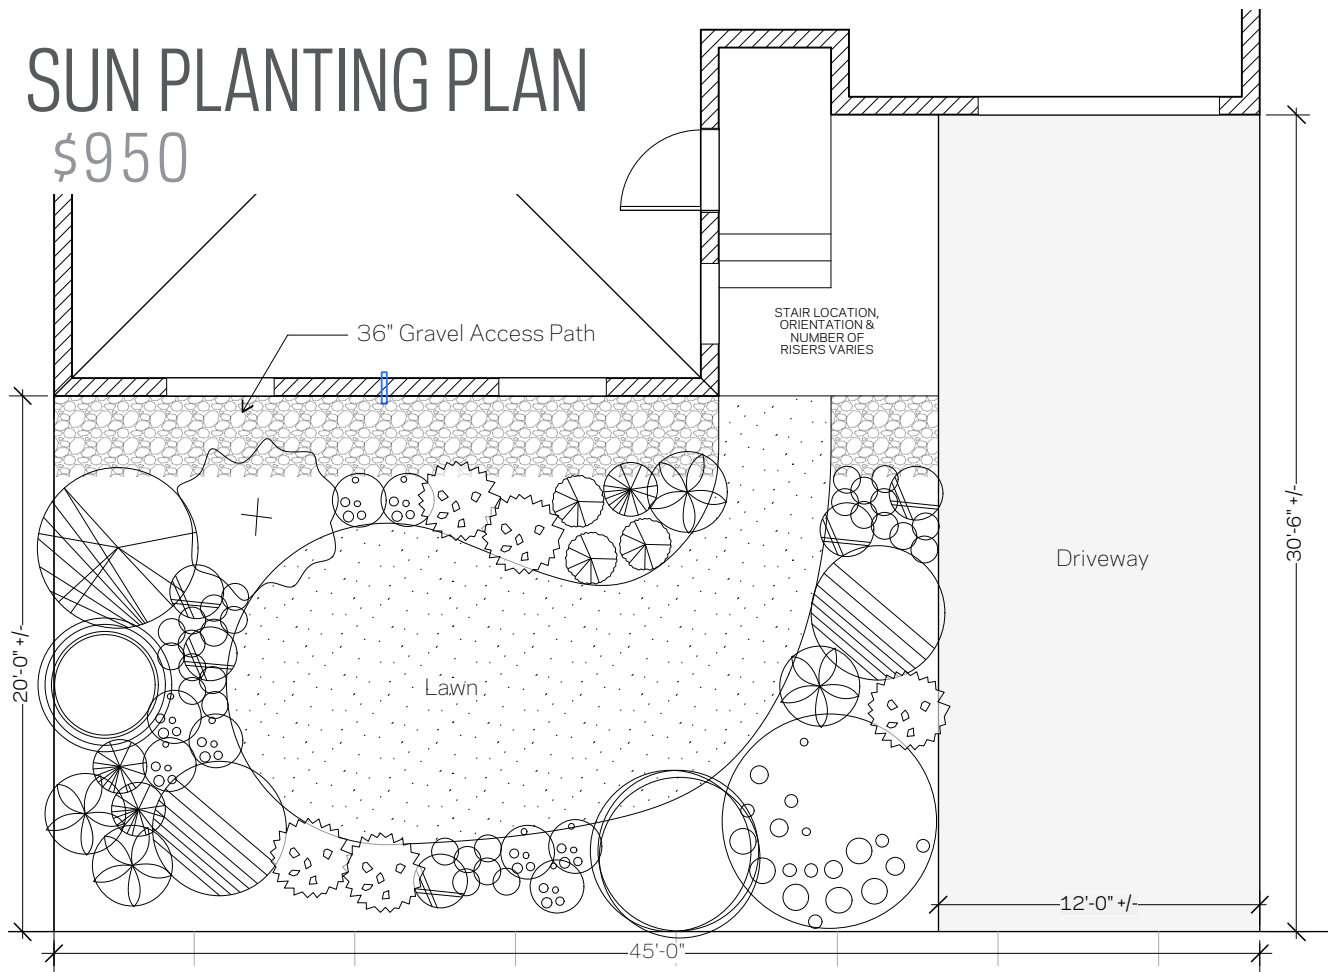 SUN PLANTING PLAN
$950
36" Gravel Access Path
STAIR LOCATION,
ORIENTATION &
NUMBER OF
RISERS VARIES
Driveway
30'-6" +/-
20'-0" +/-
Lawn
12'-0" +/-
45'-0"